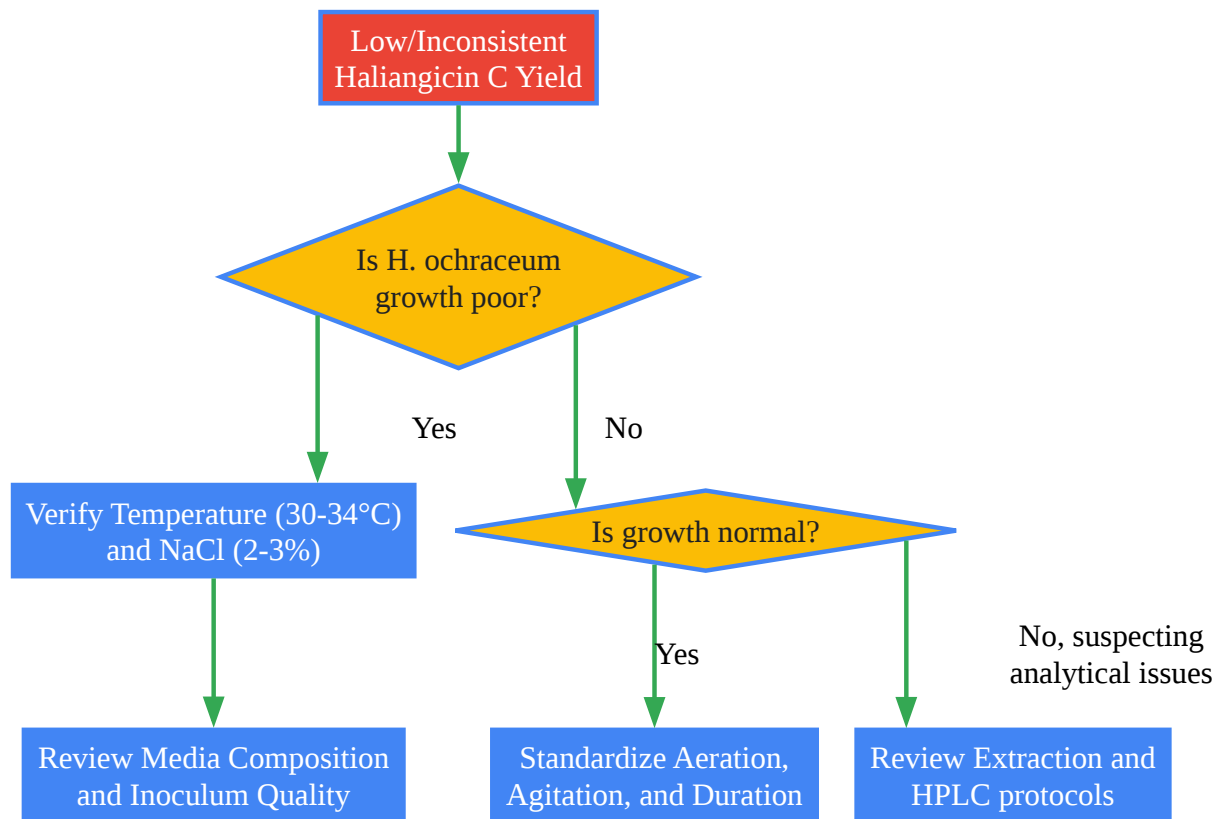 Low/Inconsistent
Haliangicin C Yield
Is H. ochraceum
growth poor?
Yes
No
Verify Temperature (30-34°C)
and NaCl (2-3%)
Is growth normal?
Yes
No, suspecting
analytical issues
Review Media Composition
and Inoculum Quality
Standardize Aeration,
Agitation, and Duration
Review Extraction and
HPLC protocols